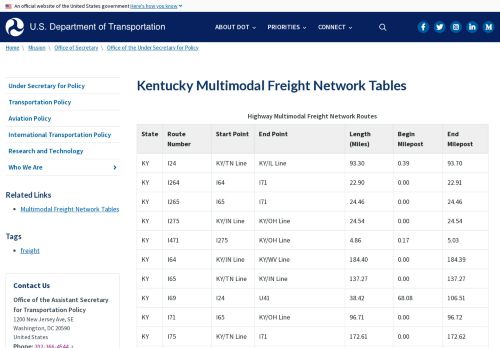 An official website of the United States government Here's how you know
U.S. Department of Transportation
ABOUT DOT
PRIORITIES
CONNECT
Home \ Mission \ Office of Secretary \ Office of the Under Secretary for Policy
Under Secretary for Policy
Transportation Policy
Aviation Policy
International Transportation Policy
Research and Technology
Who We Are
Related Links
Multimodal Freight Network Tables
Tags
freight
Contact Us
Office of the Assistant Secretary
for Transportation Policy
1200 New Jersey Ave, SE
Washington, DC 20590
United States
Phone: 202-366-4544
Kentucky Multimodal Freight Network Tables
Highway Multimodal Freight Network Routes
State Route Number Start Point End Point Length (Miles) Begin Milepost End Milepost
KY I24 KY/TN Line KY/IL Line 93.30 0.39 93.70
KY I264 I64 I71 22.90 0.00 22.91
KY I265 I65 I71 24.46 0.00 24.46
KY I275 KY/IN Line KY/OH Line 24.54 0.00 24.54
KY I471 I275 KY/OH Line 4.86 0.17 5.03
KY I64 KY/IN Line KY/WV Line 184.40 0.00 184.39
KY I65 KY/TN Line KY/IN Line 137.27 0.00 137.27
KY I69 I24 U41 38.42 68.08 106.51
KY I71 I65 KY/OH Line 96.71 0.00 96.72
KY I75 KY/TN Line I71 172.61 0.00 172.62